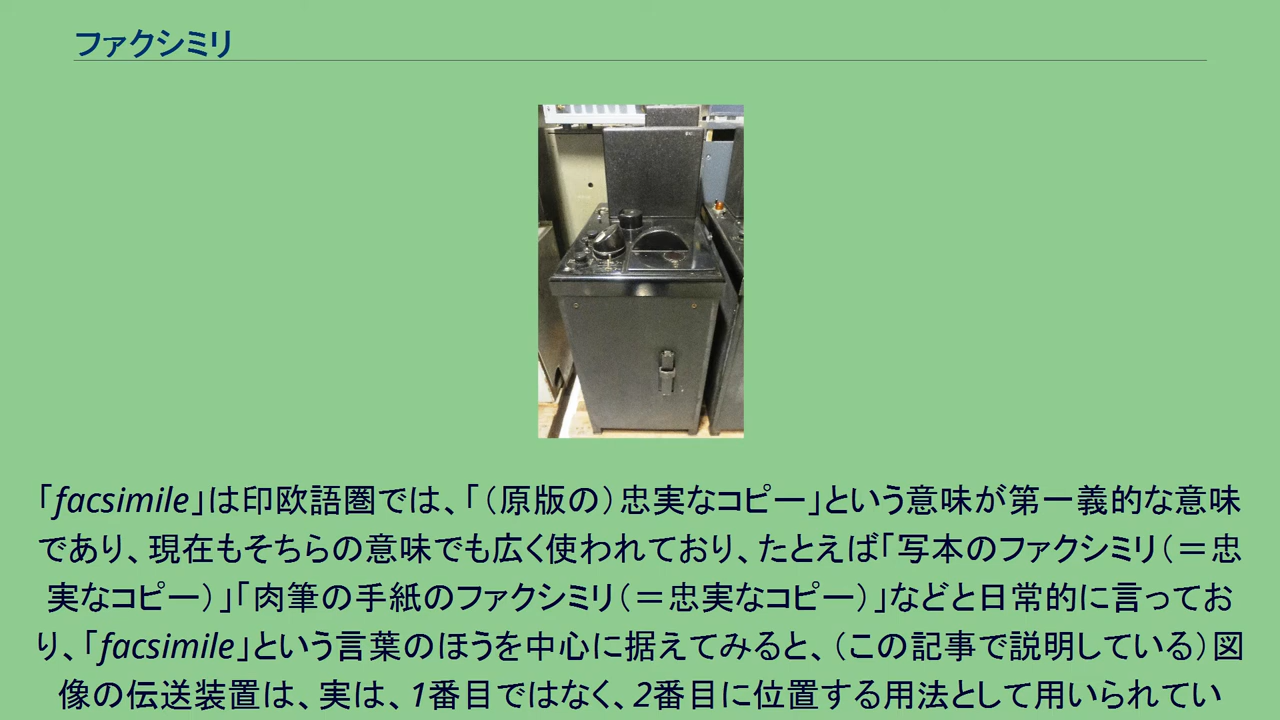 ファクシミリ
「facsimile」は印欧語圏では、「（原版の）忠実なコピー」という意味が第一義的な意味
であり、現在もそちらの意味でも広く使われており、たとえば「写本のファクシミリ（＝忠
実なコピー）」「肉筆の手紙のファクシミリ（＝忠実なコピー）」などと日常的に言ってお
り、「facsimile」という言葉のほうを中心に据えてみると、（この記事で説明している）図
像の伝送装置は、実は、1番目ではなく、2番目に位置する用法として用いられてい